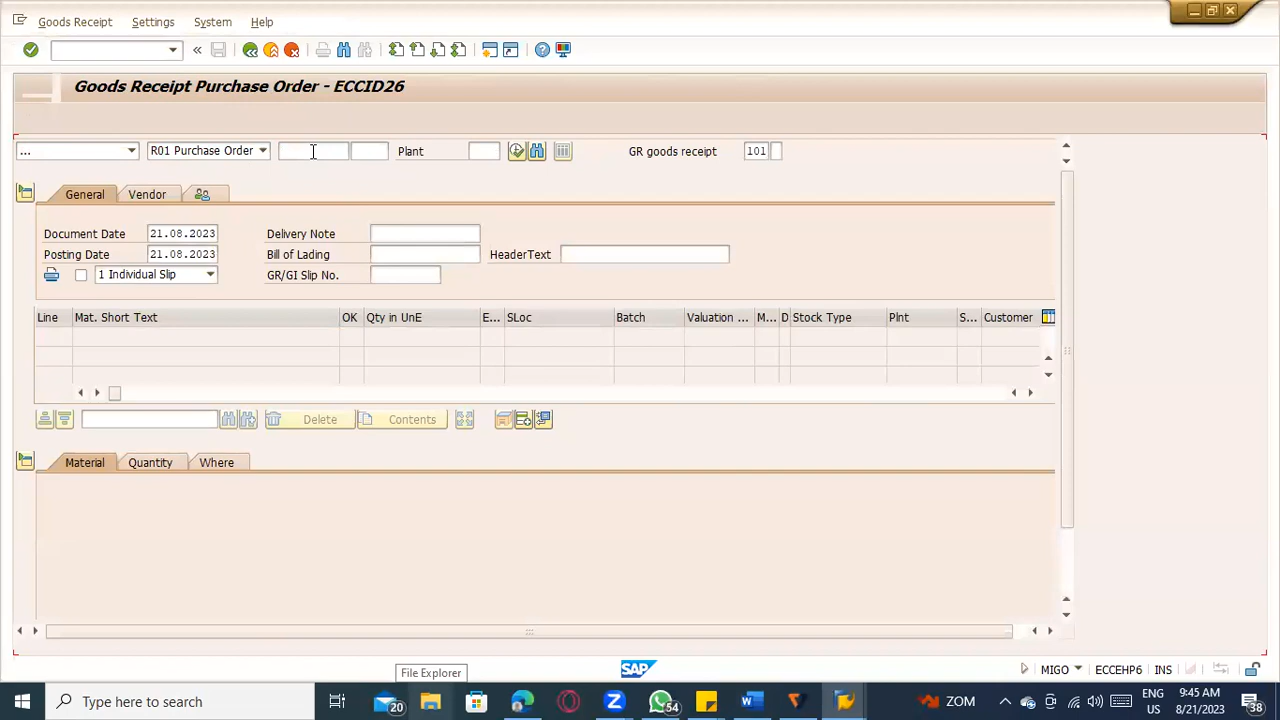 Goods Receipt Settings System Help
Goods Receipt Purchase Order - ECCID26
... R01 Purchase Order Plant GR goods receipt 101
General Vendor
Document Date 21.08.2023 Delivery Note
Posting Date 21.08.2023 Bill of Lading HeaderText
1 Individual Slip GR/GI Slip No.
Line Mat. Short Text OK Qty in UnE E... SLoc Batch Valuation ... M... D Stock Type Plnt S... Customer
Delete Contents
Material Quantity Where
File Explorer SAP MIGO ECCEHP6 INS
Type here to search 20 54 ZOM ENG US 9:45 AM 8/21/2023 38